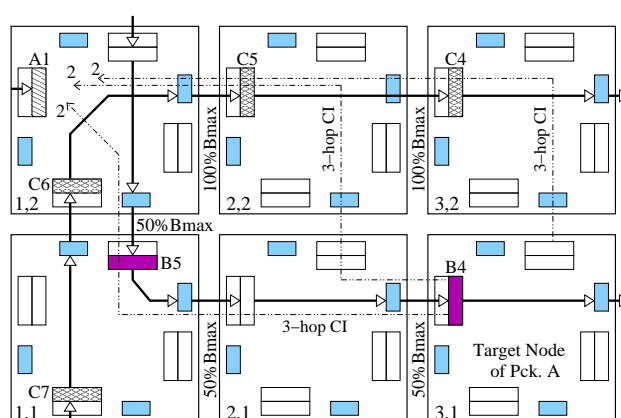 A1
2
2
2
C5
C4
100%Bmax
3−hop CI
100%Bmax
3−hop CI
C6
1,2
2,2
3,2
50%Bmax
B5
B4
3−hop CI
50%Bmax
50%Bmax
Target Node
of Pck. A
C7
1,1
2,1
3,1